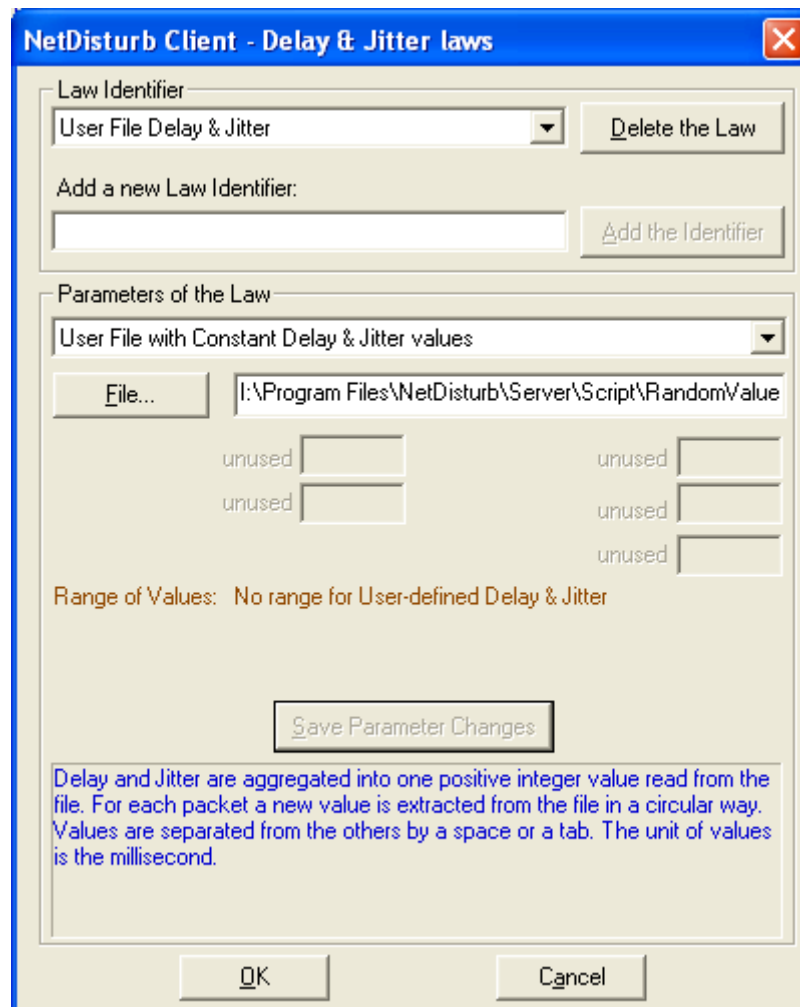 NetDisturb Client - Delay & Jitter laws
Law Identifier
User File Delay & Jitter
Delete the Law
Add a new Law Identifier:
Add the Identifier
Parameters of the Law
User File with Constant Delay & Jitter values
File...
I:\Program Files\NetDisturb\Server\Script\RandomValue
unused
unused
unused
unused
unused
Range of Values: No range for User-defined Delay & Jitter
Save Parameter Changes
Delay and Jitter are aggregated into one positive integer value read from the
file. For each packet a new value is extracted from the file in a circular way.
Values are separated from the others by a space or a tab. The unit of values
is the millisecond.
OK
Cancel